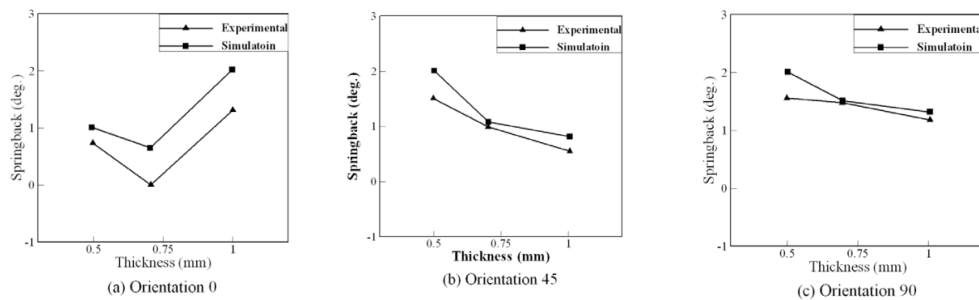 3
Experimental
Simulatoin
2
1
0
-1
Springback (deg.)
0.5
0.75
1
Thickness (mm)
(a) Orientation 0
3
Experimental
Simulatoin
2
1
0
-1
Springback (deg.)
0.5
0.75
1
Thickness (mm)
(b) Orientation 45
3
Experimenta
Simulatoin
2
1
0
-1
Springback (deg.)
0.5
0.75
1
Thickness (mm)
(c) Orientation 90